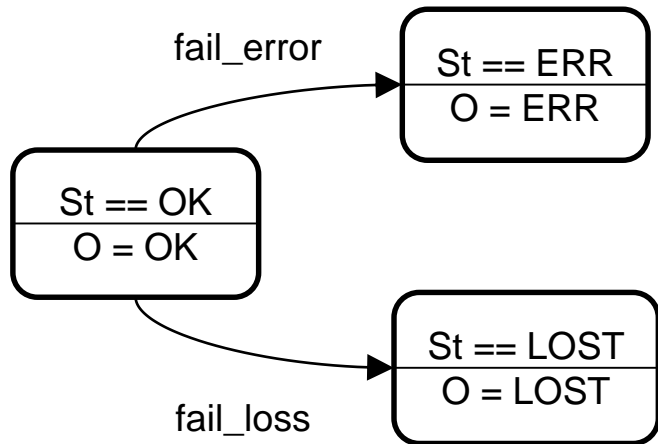 fail_error
St == ERR
O = ERR
St == OK
O = OK
St == LOST
O = LOST
fail_loss